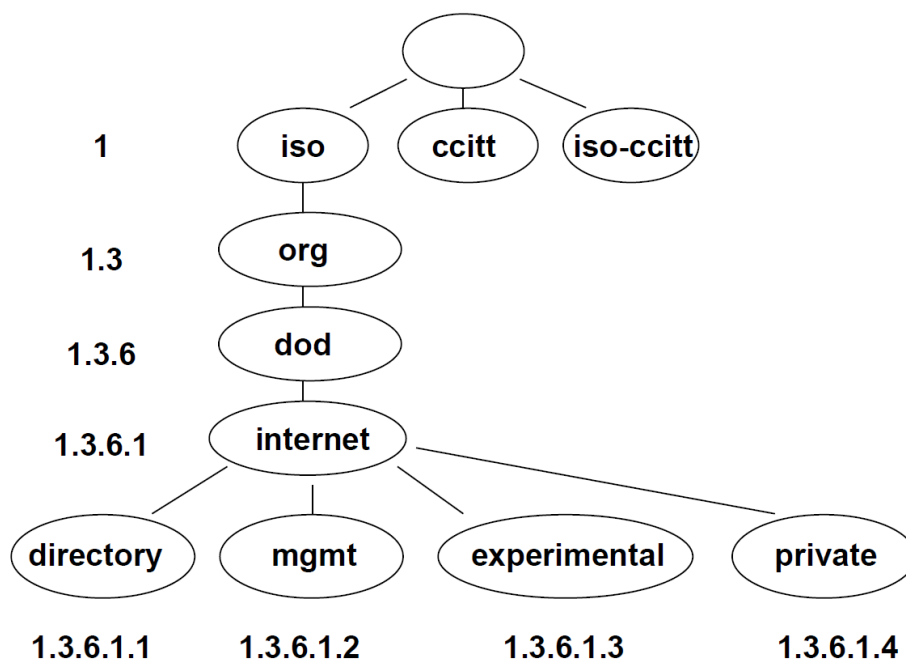 1 iso ccitt iso-ccitt
1.3 org
1.3.6 dod
1.3.6.1 internet
directory mgmt experimental private
1.3.6.1.1 1.3.6.1.2 1.3.6.1.3 1.3.6.1.4